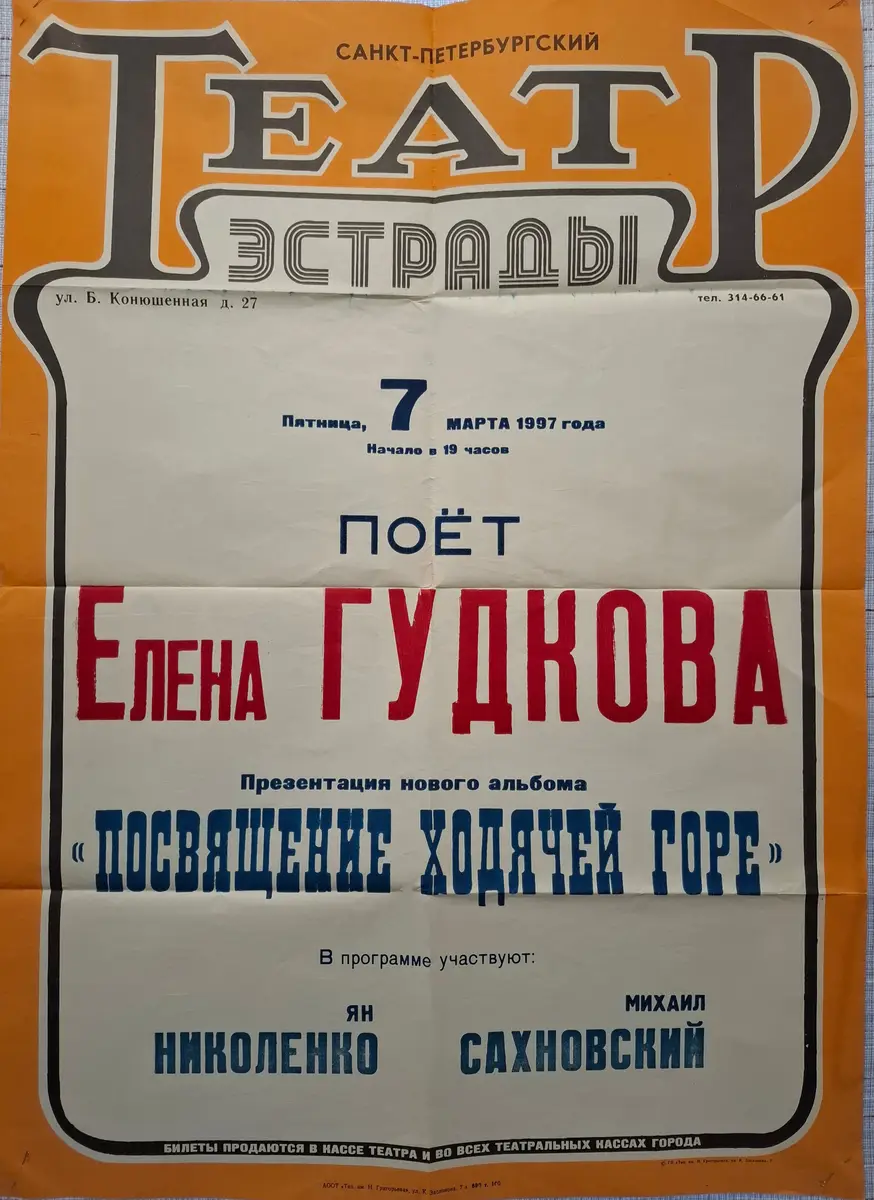 САНКТ-ПЕТЕРБУРГСКИЙ
ТЕАТР
ЭСТРАДЫ
ул. Б. Конюшенная д. 27
тел. 314-66-61
Пятница, 7 МАРТА 1997 года
Начало в 19 часов
ПОЁТ
ЕЛЕНА ГУДКОВА
Презентация нового альбома
«ПОСВЯЩЕНИЕ ХОДЯЧЕЙ ГОРЕ»
В программе участвуют:
ЯН
НИКОЛЕНКО
МИХАИЛ
САХНОВСКИЙ
БИЛЕТЫ ПРОДАЮТСЯ В КАССЕ ТЕАТРА И ВО ВСЕХ ТЕАТРАЛЬНЫХ КАССАХ ГОРОДА